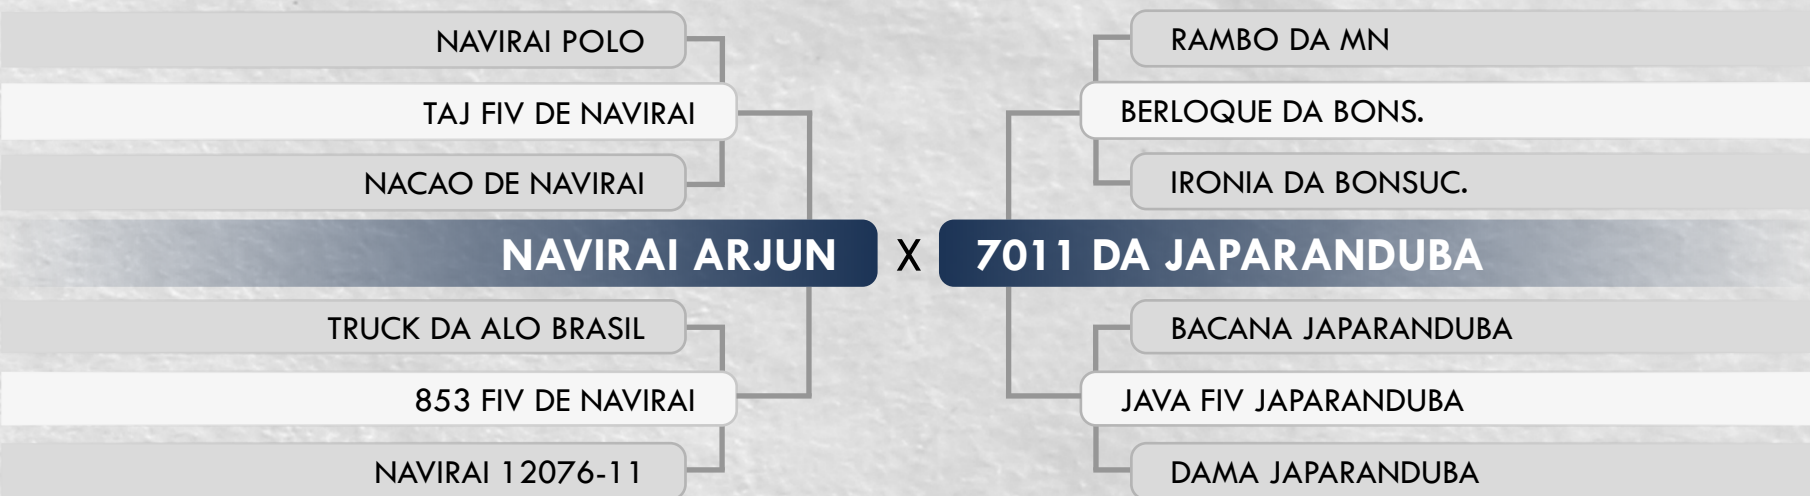 NAVIRAI POLO
TAJ FIV DE NAVIRAI
NACAO DE NAVIRAI
NAVIRAI ARJUN
TRUCK DA ALO BRASIL
853 FIV DE NAVIRAI
NAVIRAI 12076-11
X
RAMBO DA MN
BERLOQUE DA BONS.
IRONIA DA BONSUC.
7011 DA JAPARANDUBA
BACANA JAPARANDUBA
JAVA FIV JAPARANDUBA
DAMA JAPARANDUBA